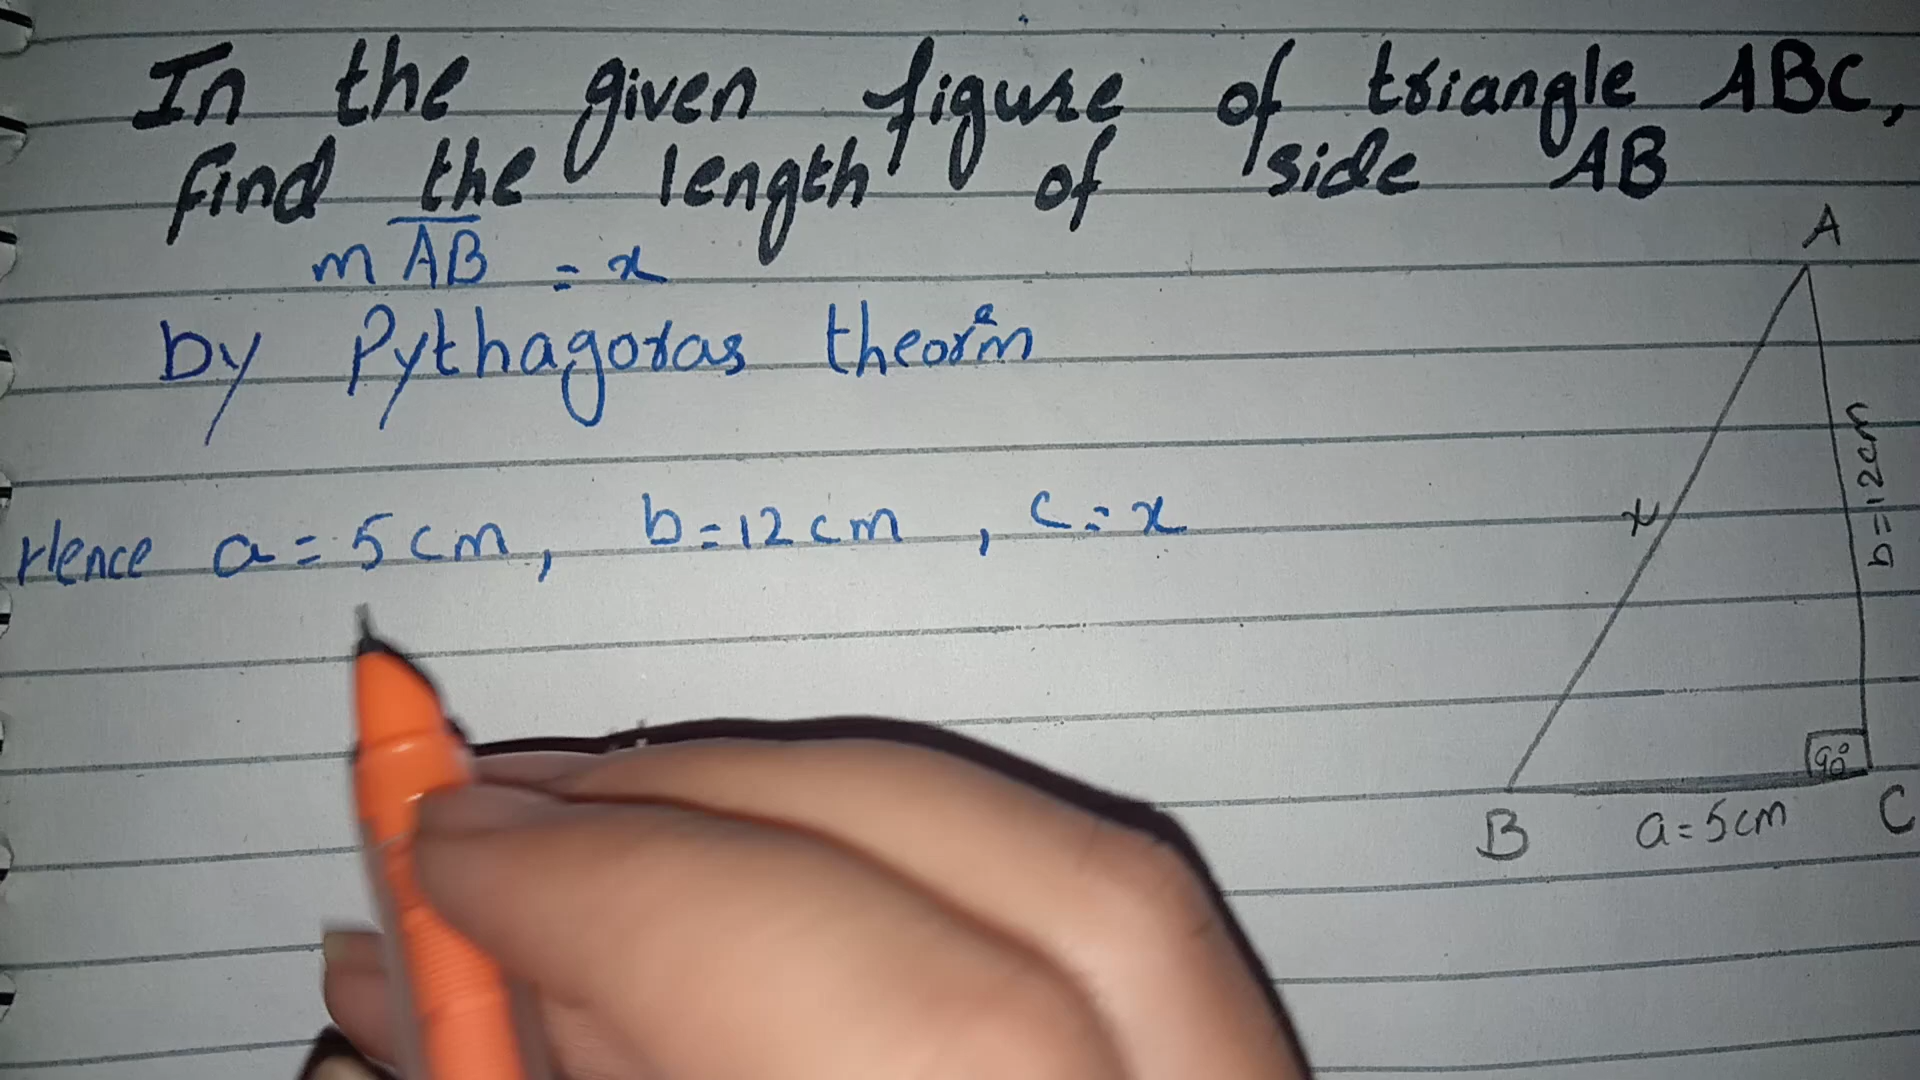 In the given figure of triangle ABC,
find the length of side AB
m AB = x
by Pythagoras theorem
Hence a = 5 cm, b = 12 cm , c = x
A
x
b = 12cm
90°
B
a = 5cm
C